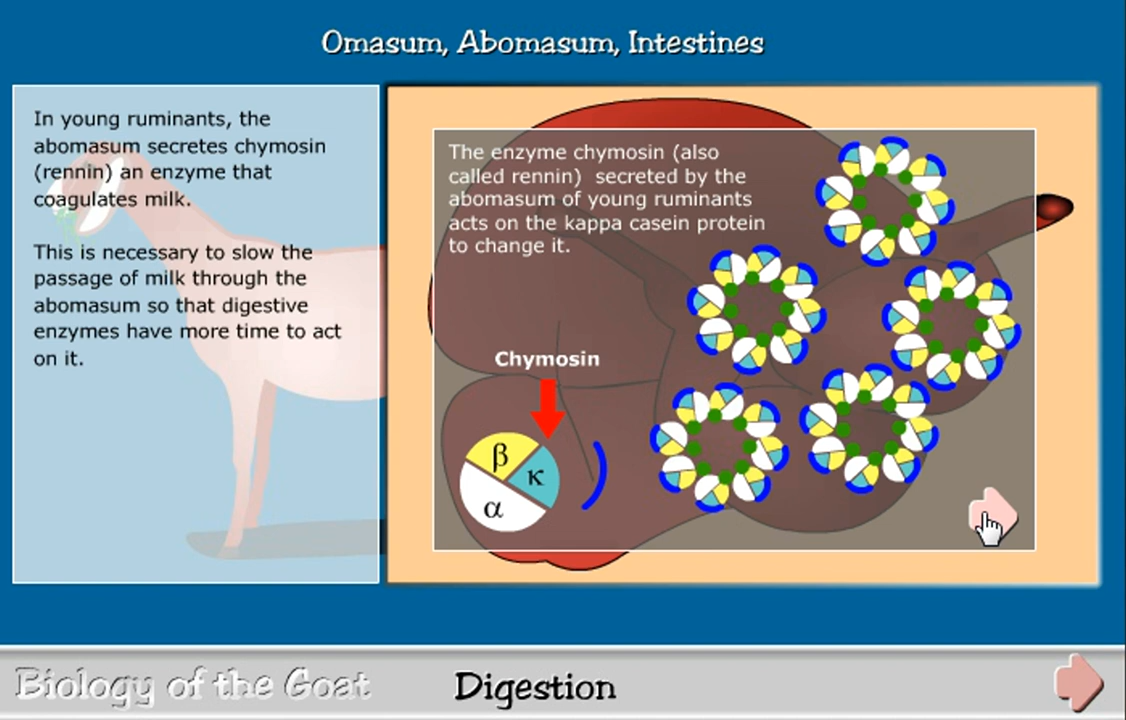 Omasum, Abomasum, Intestines
In young ruminants, the
abomasum secretes chymosin
(rennin) an enzyme that
coagulates milk.
This is necessary to slow the
passage of milk through the
abomasum so that digestive
enzymes have more time to act
on it.
The enzyme chymosin (also
called rennin)  secreted by the
abomasum of young ruminants
acts on the kappa casein protein
to change it.
Chymosin
β
κ
α
Biology of the Goat
Digestion